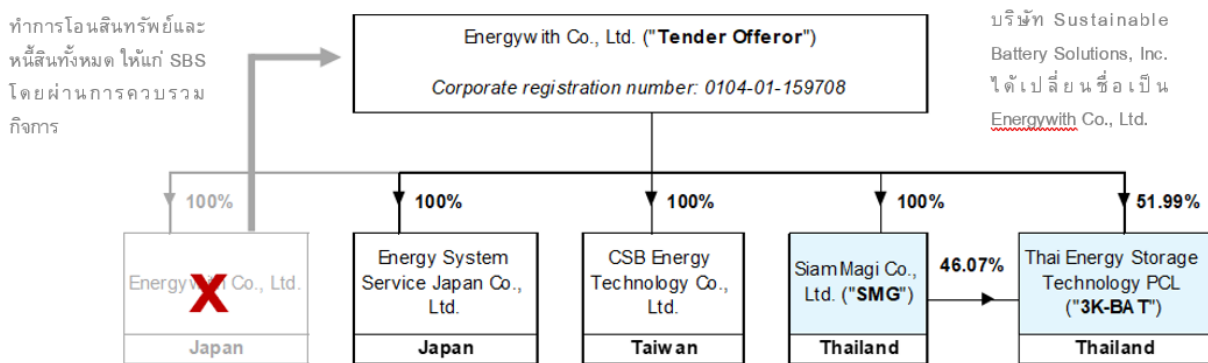 ทำการโอนสินทรัพย์และ
หนี้สินทั้งหมด ให้แก่ SBS
โดยผ่านการควบรวม
กิจการ
Energywith Co., Ltd. ("Tender Offeror")
Corporate registration number: 0104-01-159708
บริษัท Sustainable
Battery Solutions, Inc.
ได้เปลี่ยนชื่อเป็น
Energywith Co., Ltd.
100%
100%
100%
100%
51.99%
Energywith Co., Ltd.
X
Japan
Energy System
Service Japan Co.,
Ltd.
Japan
CSB Energy
Technology Co.,
Ltd.
Taiwan
Siam Magi Co.,
Ltd. ("SMG")
Thailand
46.07%
Thai Energy Storage
Technology PCL
("3K-BAT")
Thailand